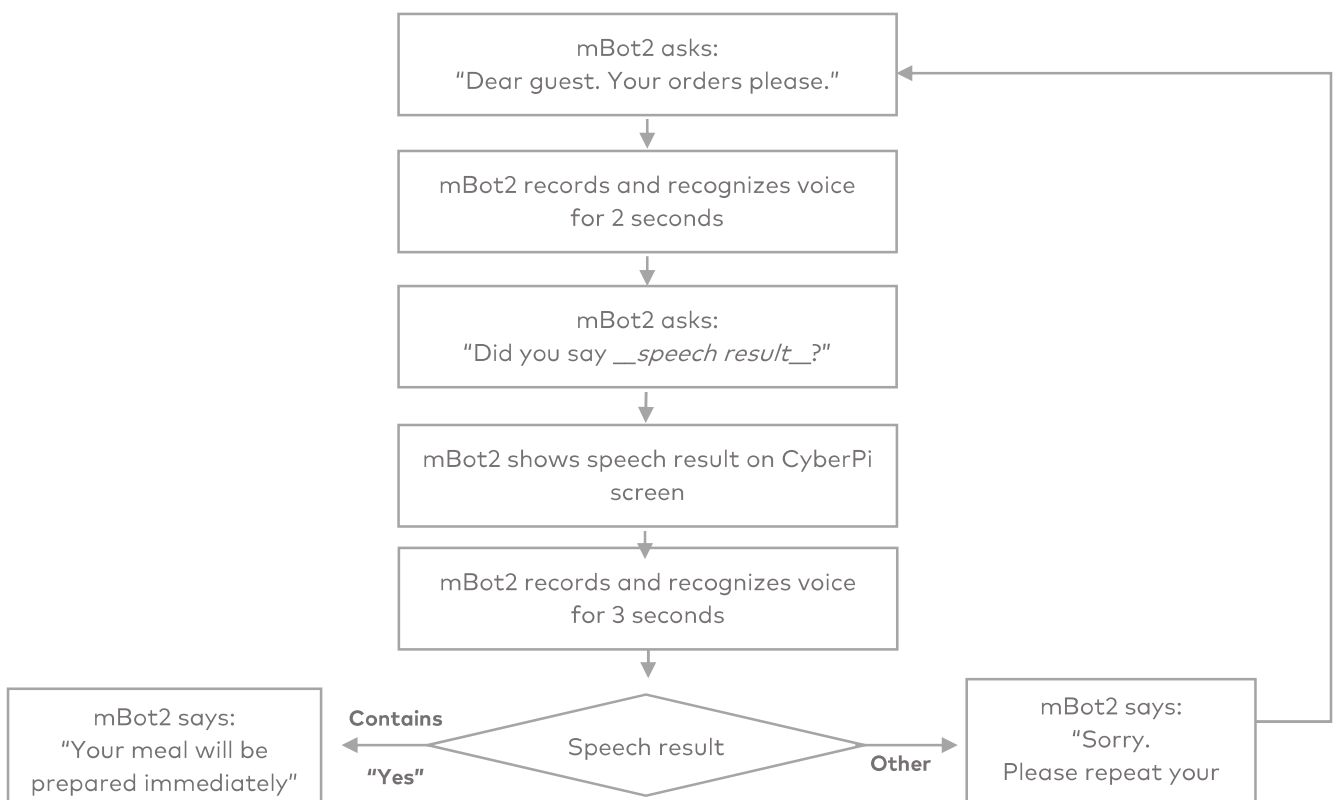 mBot2 asks:
“Dear guest. Your orders please.”
mBot2 records and recognizes voice
for 2 seconds
mBot2 asks:
“Did you say __speech result__?”
mBot2 shows speech result on CyberPi
screen
mBot2 records and recognizes voice
for 3 seconds
Speech result
Contains
“Yes”
mBot2 says:
“Your meal will be
prepared immediately”
Other
mBot2 says:
“Sorry.
Please repeat your